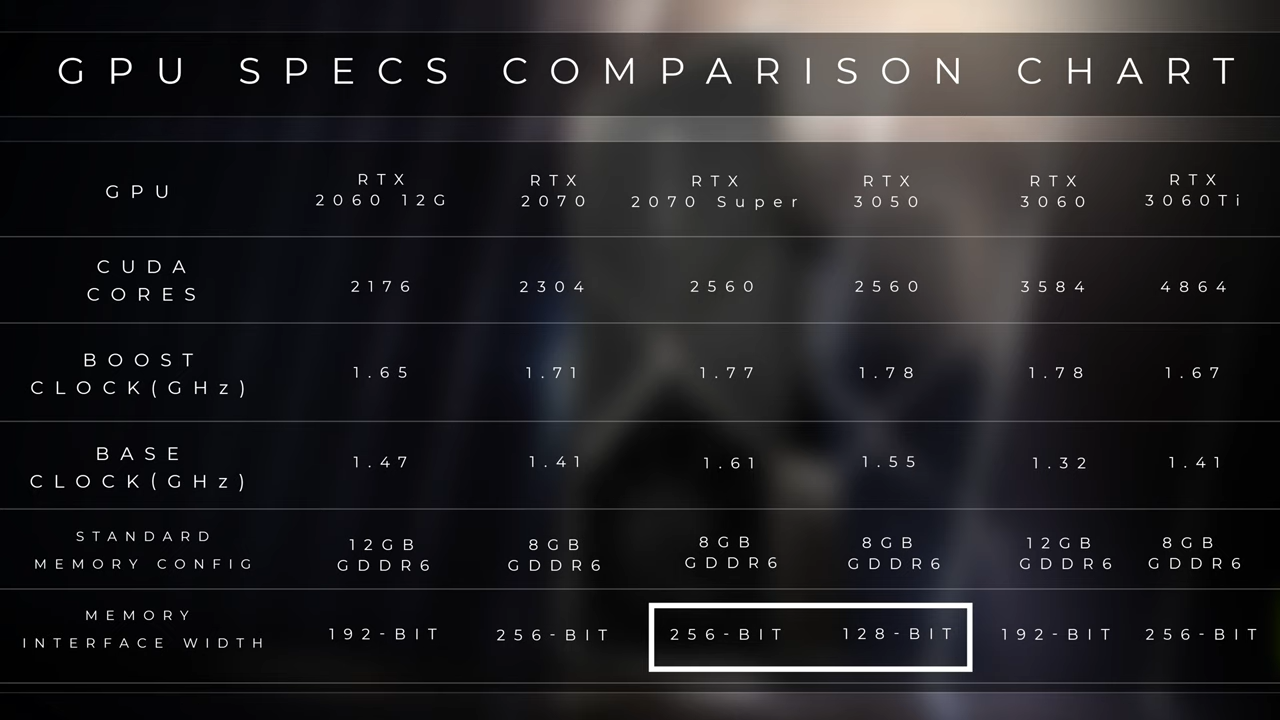 GPU SPECS COMPARISON CHART
GPU
RTX
2060 12G
RTX
2070
RTX
2070 Super
RTX
3050
RTX
3060
RTX
3060Ti
CUDA
CORES
2176
2304
2560
2560
3584
4864
BOOST
CLOCK(GHz)
1.65
1.71
1.77
1.78
1.78
1.67
BASE
CLOCK(GHz)
1.47
1.41
1.61
1.55
1.32
1.41
STANDARD
MEMORY CONFIG
12GB
GDDR6
8GB
GDDR6
8GB
GDDR6
8GB
GDDR6
12GB
GDDR6
8GB
GDDR6
MEMORY
INTERFACE WIDTH
192-BIT
256-BIT
256-BIT
128-BIT
192-BIT
256-BIT